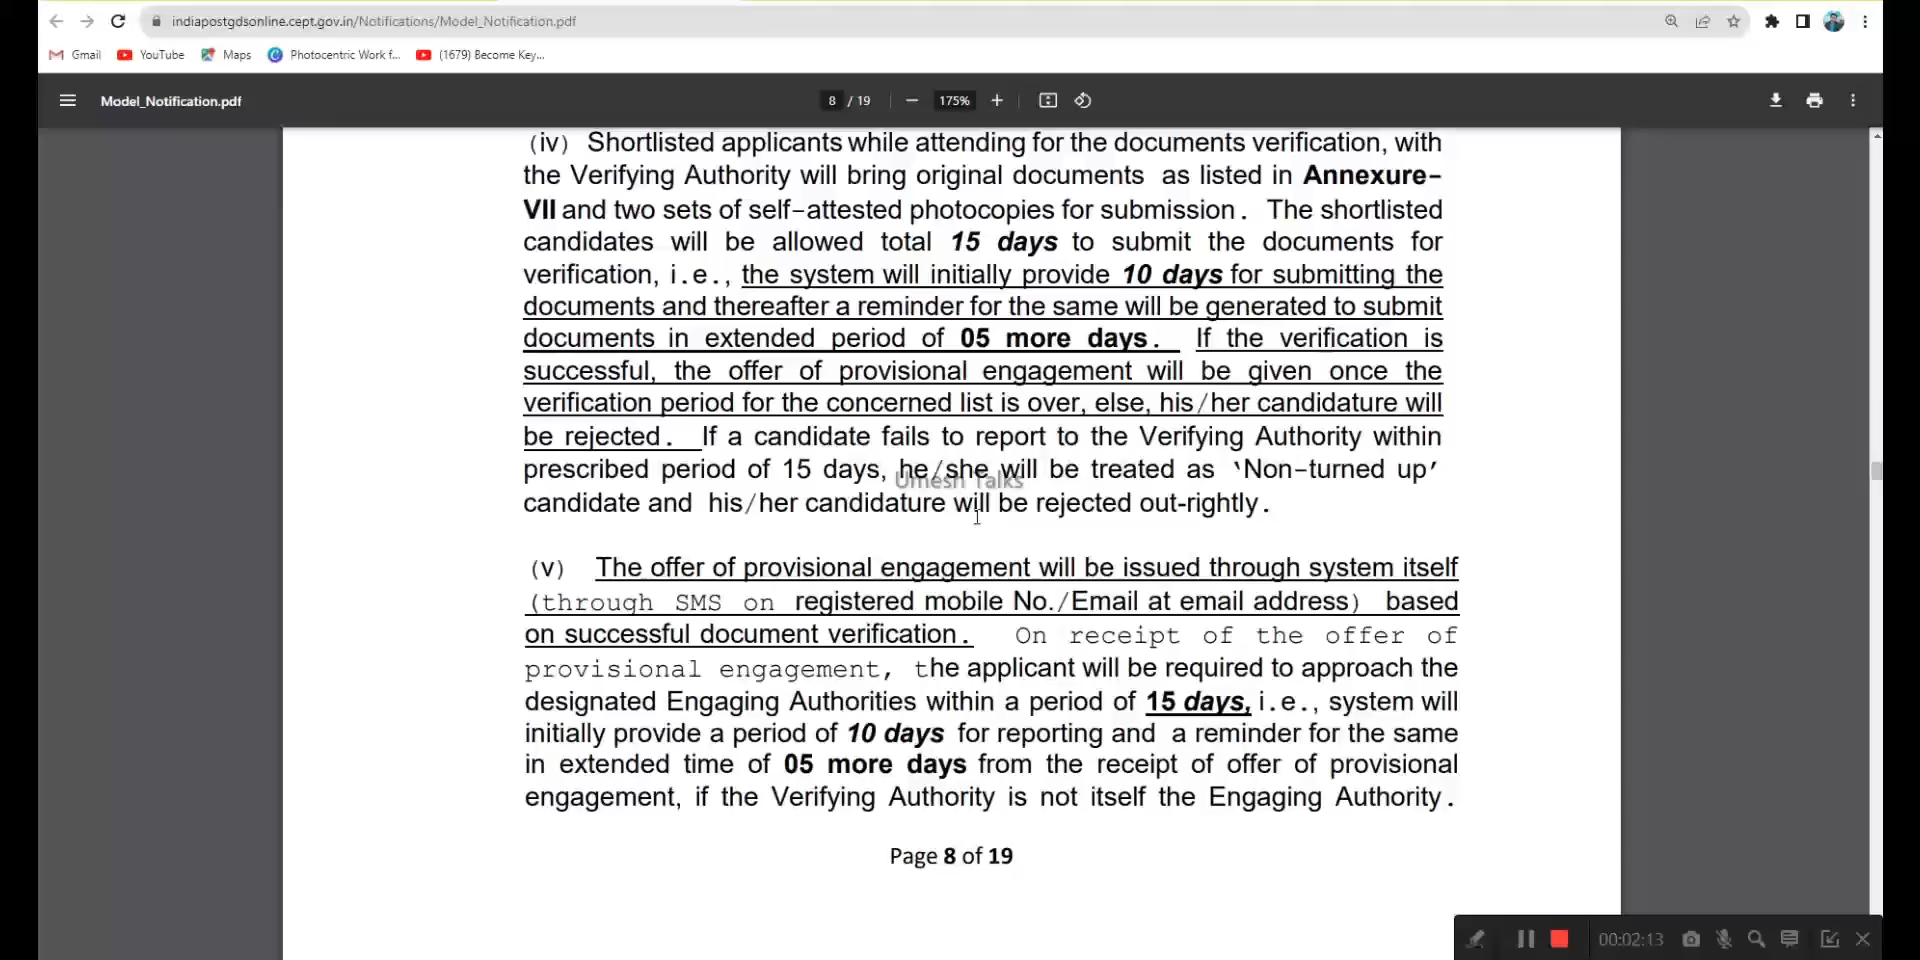 indiapostgdsonline.cept.gov.in/Notifications/Model_Notification.pdf
Gmail YouTube Maps Photocentric Work f... (1679) Become Key...
Model_Notification.pdf 8 / 19 175%
(iv) Shortlisted applicants while attending for the documents verification, with
the Verifying Authority will bring original documents as listed in Annexure-
VII and two sets of self-attested photocopies for submission. The shortlisted
candidates will be allowed total 15 days to submit the documents for
verification, i.e., the system will initially provide 10 days for submitting the
documents and thereafter a reminder for the same will be generated to submit
documents in extended period of 05 more days. If the verification is
successful, the offer of provisional engagement will be given once the
verification period for the concerned list is over, else, his/her candidature will
be rejected. If a candidate fails to report to the Verifying Authority within
prescribed period of 15 days, he/she will be treated as ‘Non-turned up’
Umesh Talks
candidate and his/her candidature will be rejected out-rightly.
(v) The offer of provisional engagement will be issued through system itself
(through SMS on registered mobile No./Email at email address) based
on successful document verification. On receipt of the offer of
provisional engagement, the applicant will be required to approach the
designated Engaging Authorities within a period of 15 days, i.e., system will
initially provide a period of 10 days for reporting and a reminder for the same
in extended time of 05 more days from the receipt of offer of provisional
engagement, if the Verifying Authority is not itself the Engaging Authority.
Page 8 of 19
00:02:13